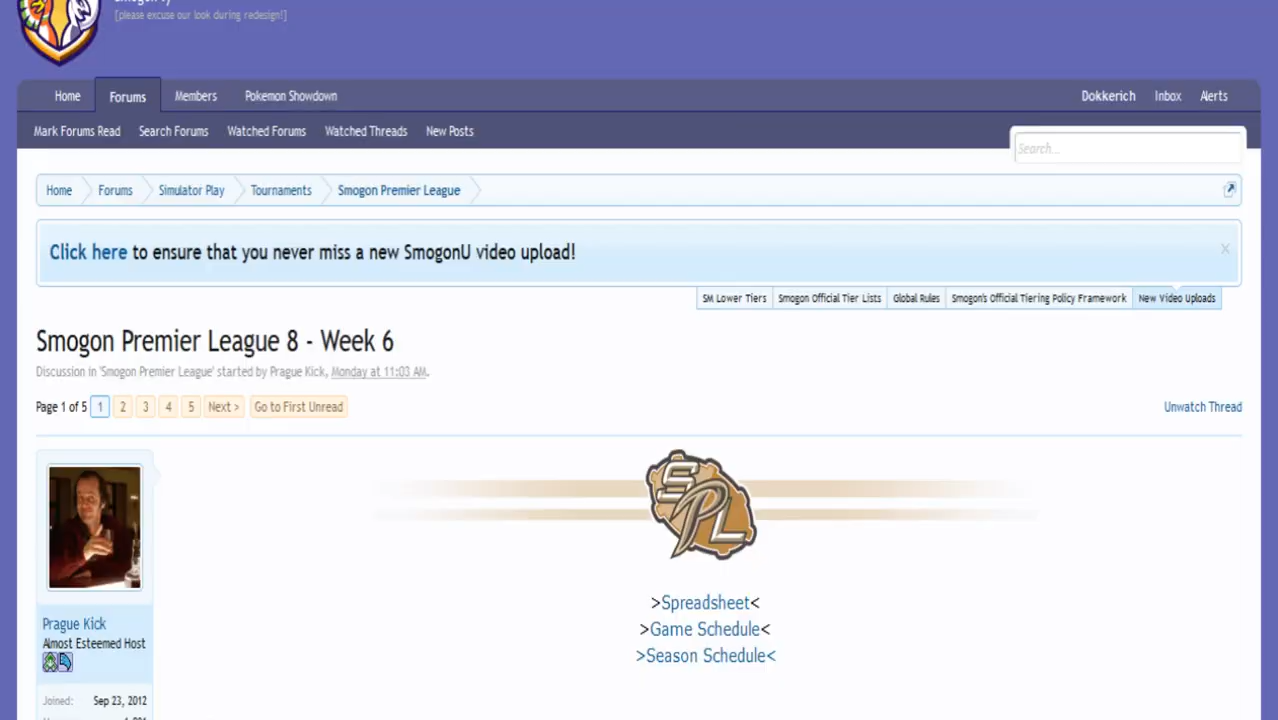 [please excuse our look during redesign!]
Home Forums Members Pokemon Showdown Dokkerich Inbox Alerts
Mark Forums Read Search Forums Watched Forums Watched Threads New Posts
Search...
Home Forums Simulator Play Tournaments Smogon Premier League
Click here to ensure that you never miss a new SmogonU video upload!
SM Lower Tiers Smogon Official Tier Lists Global Rules Smogon's Official Tiering Policy Framework New Video Uploads
Smogon Premier League 8 - Week 6
Discussion in 'Smogon Premier League' started by Prague Kick, Monday at 11:03 AM.
Page 1 of 5 1 2 3 4 5 Next > Go to First Unread Unwatch Thread
SPL
>Spreadsheet<
>Game Schedule<
>Season Schedule<
Prague Kick
Almost Esteemed Host
Joined: Sep 23, 2012